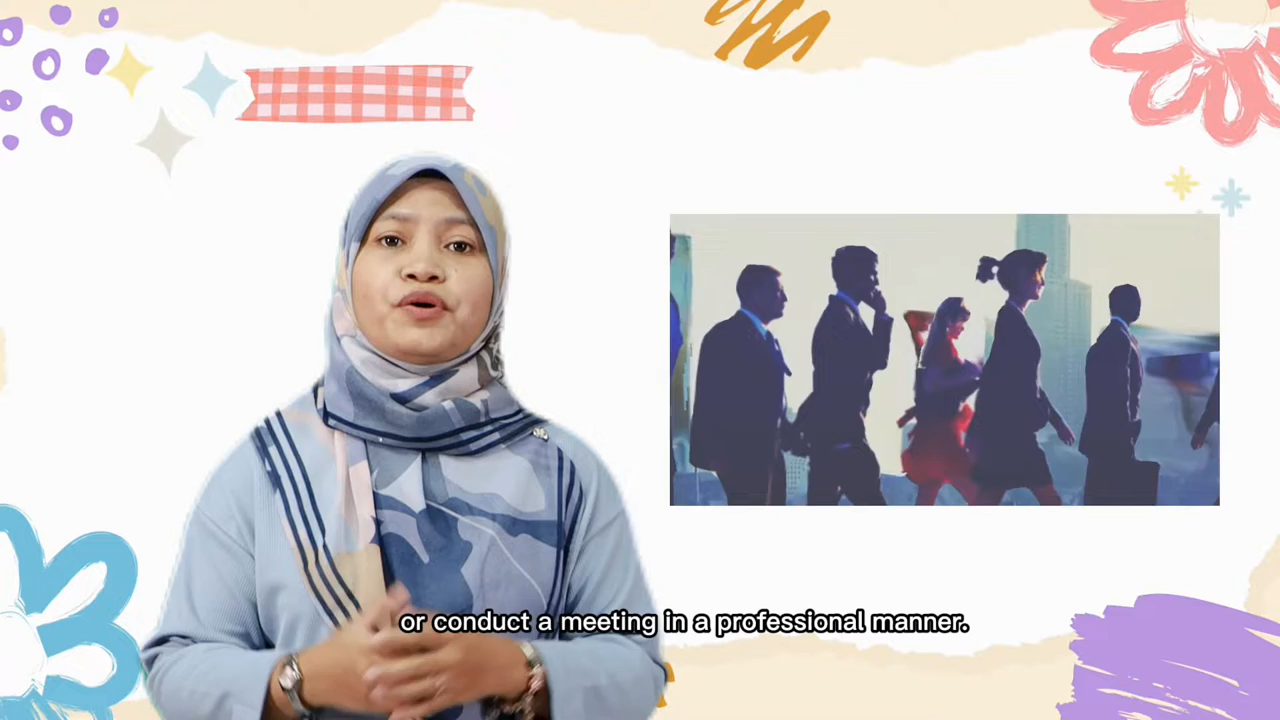 or conduct a meeting in a professional manner.